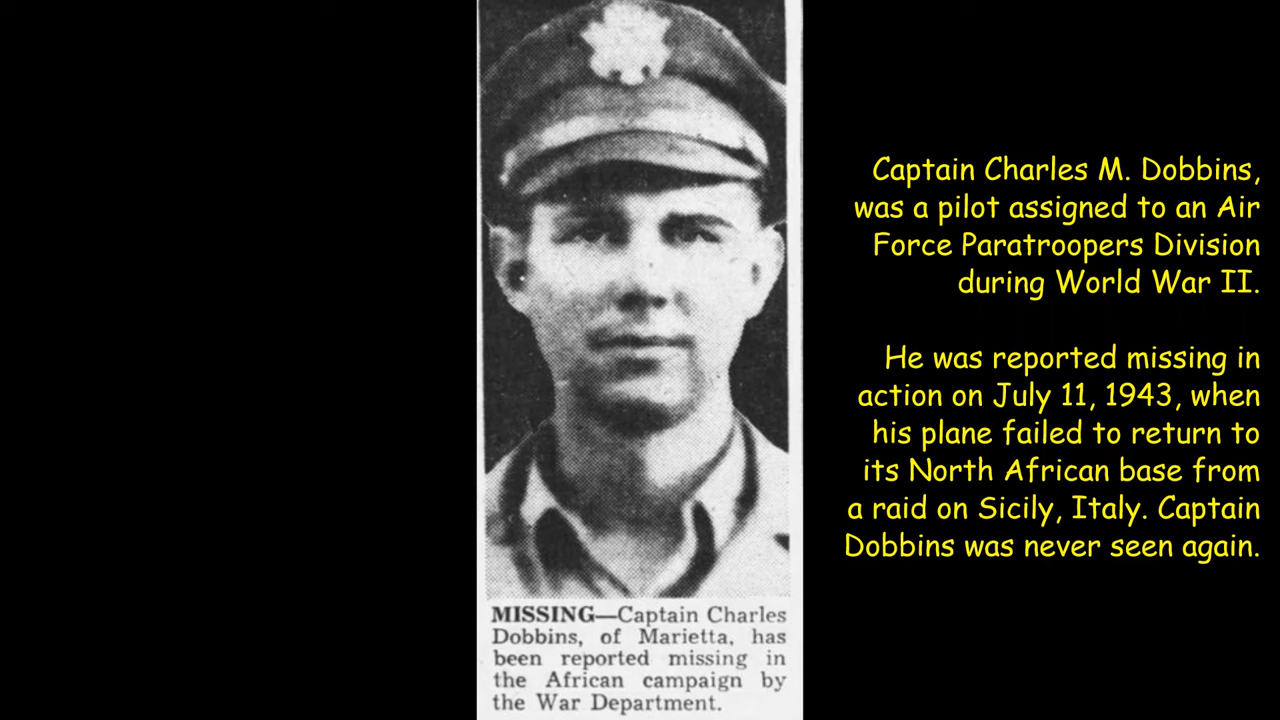 Captain Charles M. Dobbins,
was a pilot assigned to an Air
Force Paratroopers Division
during World War II.
He was reported missing in
action on July 11, 1943, when
his plane failed to return to
its North African base from
a raid on Sicily, Italy. Captain
Dobbins was never seen again.
MISSING—Captain Charles
Dobbins, of Marietta, has
been reported missing in
the African campaign by
the War Department.